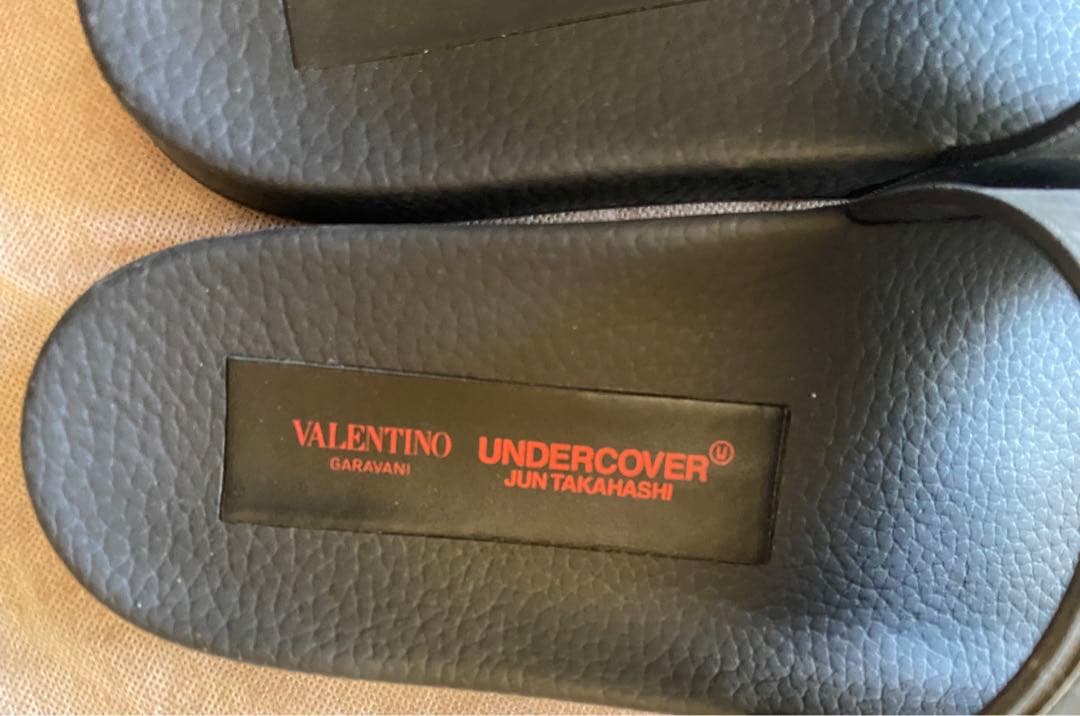 VALENTINO
GARAVANI
UNDERCOVER Ⓤ
JUN TAKAHASHI